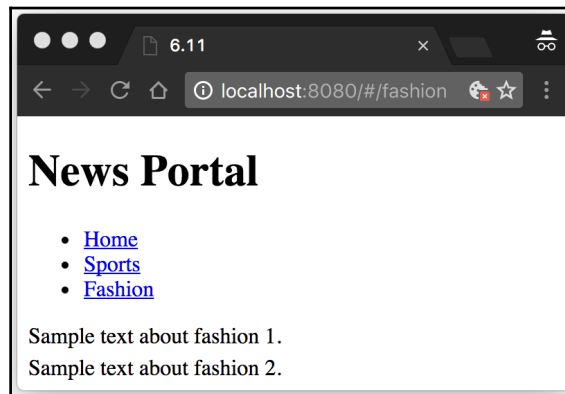 6.11
localhost:8080/#/fashion
News Portal
Home
Sports
Fashion
Sample text about fashion 1.
Sample text about fashion 2.